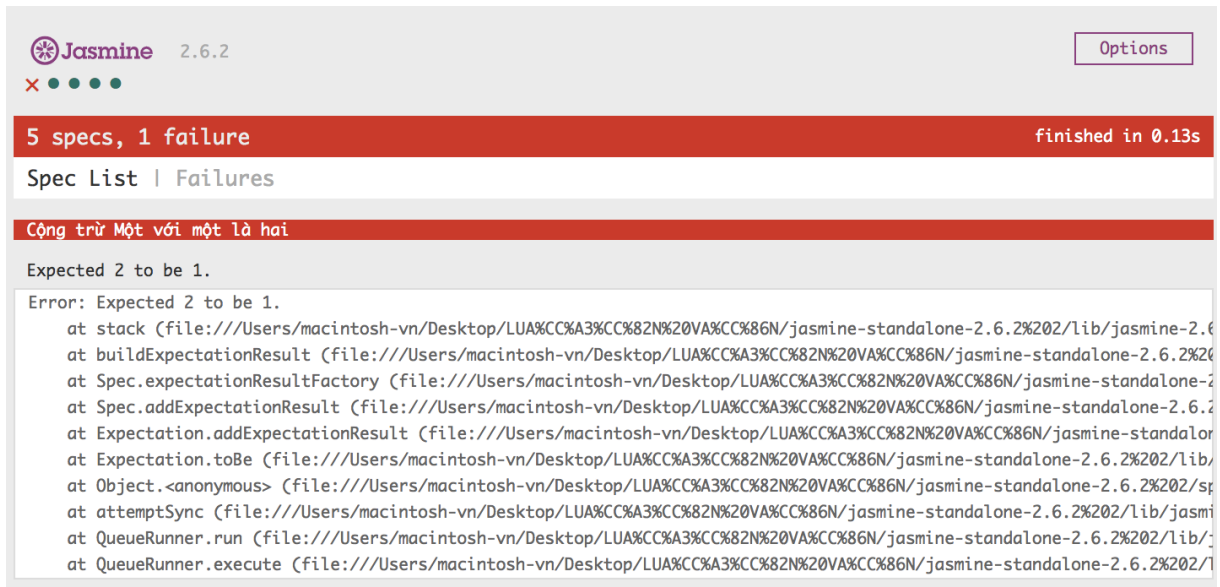 Jasmine 2.6.2
Options
5 specs, 1 failure
finished in 0.13s
Spec List | Failures
Cộng trừ Một với một là hai
Expected 2 to be 1.
Error: Expected 2 to be 1.
at stack (file:///Users/macintosh-vn/Desktop/LUA%CC%A3%CC%82N%20VA%CC%86N/jasmine-standalone-2.6.2%202/lib/jasmine-2.6
at buildExpectationResult (file:///Users/macintosh-vn/Desktop/LUA%CC%A3%CC%82N%20VA%CC%86N/jasmine-standalone-2.6.2%20
at Spec.expectationResultFactory (file:///Users/macintosh-vn/Desktop/LUA%CC%A3%CC%82N%20VA%CC%86N/jasmine-standalone-2
at Spec.addExpectationResult (file:///Users/macintosh-vn/Desktop/LUA%CC%A3%CC%82N%20VA%CC%86N/jasmine-standalone-2.6.2
at Expectation.addExpectationResult (file:///Users/macintosh-vn/Desktop/LUA%CC%A3%CC%82N%20VA%CC%86N/jasmine-standalon
at Expectation.toBe (file:///Users/macintosh-vn/Desktop/LUA%CC%A3%CC%82N%20VA%CC%86N/jasmine-standalone-2.6.2%202/lib/
at Object.<anonymous> (file:///Users/macintosh-vn/Desktop/LUA%CC%A3%CC%82N%20VA%CC%86N/jasmine-standalone-2.6.2%202/sp
at attemptSync (file:///Users/macintosh-vn/Desktop/LUA%CC%A3%CC%82N%20VA%CC%86N/jasmine-standalone-2.6.2%202/lib/jasmi
at QueueRunner.run (file:///Users/macintosh-vn/Desktop/LUA%CC%A3%CC%82N%20VA%CC%86N/jasmine-standalone-2.6.2%202/lib/j
at QueueRunner.execute (file:///Users/macintosh-vn/Desktop/LUA%CC%A3%CC%82N%20VA%CC%86N/jasmine-standalone-2.6.2%202/l